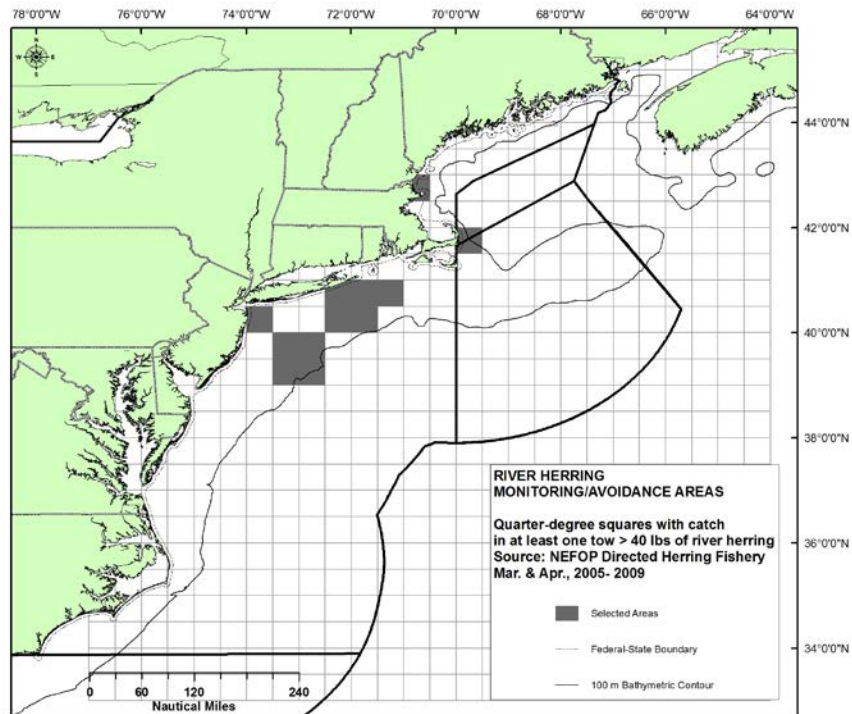 78°0'0"W 76°0'0"W 74°0'0"W 72°0'0"W 70°0'0"W 68°0'0"W 66°0'0"W 64°0'0"W
N
W E
S
44°0'0"N
42°0'0"N
40°0'0"N
38°0'0"N
36°0'0"N
34°0'0"N
RIVER HERRING
MONITORING/AVOIDANCE AREAS
Quarter-degree squares with catch
in at least one tow > 40 lbs of river herring
Source: NEFOP Directed Herring Fishery
Mar. & Apr., 2005- 2009
Selected Areas
Federal-State Boundary
100 m Bathymetric Contour
0 60 120 240
Nautical Miles